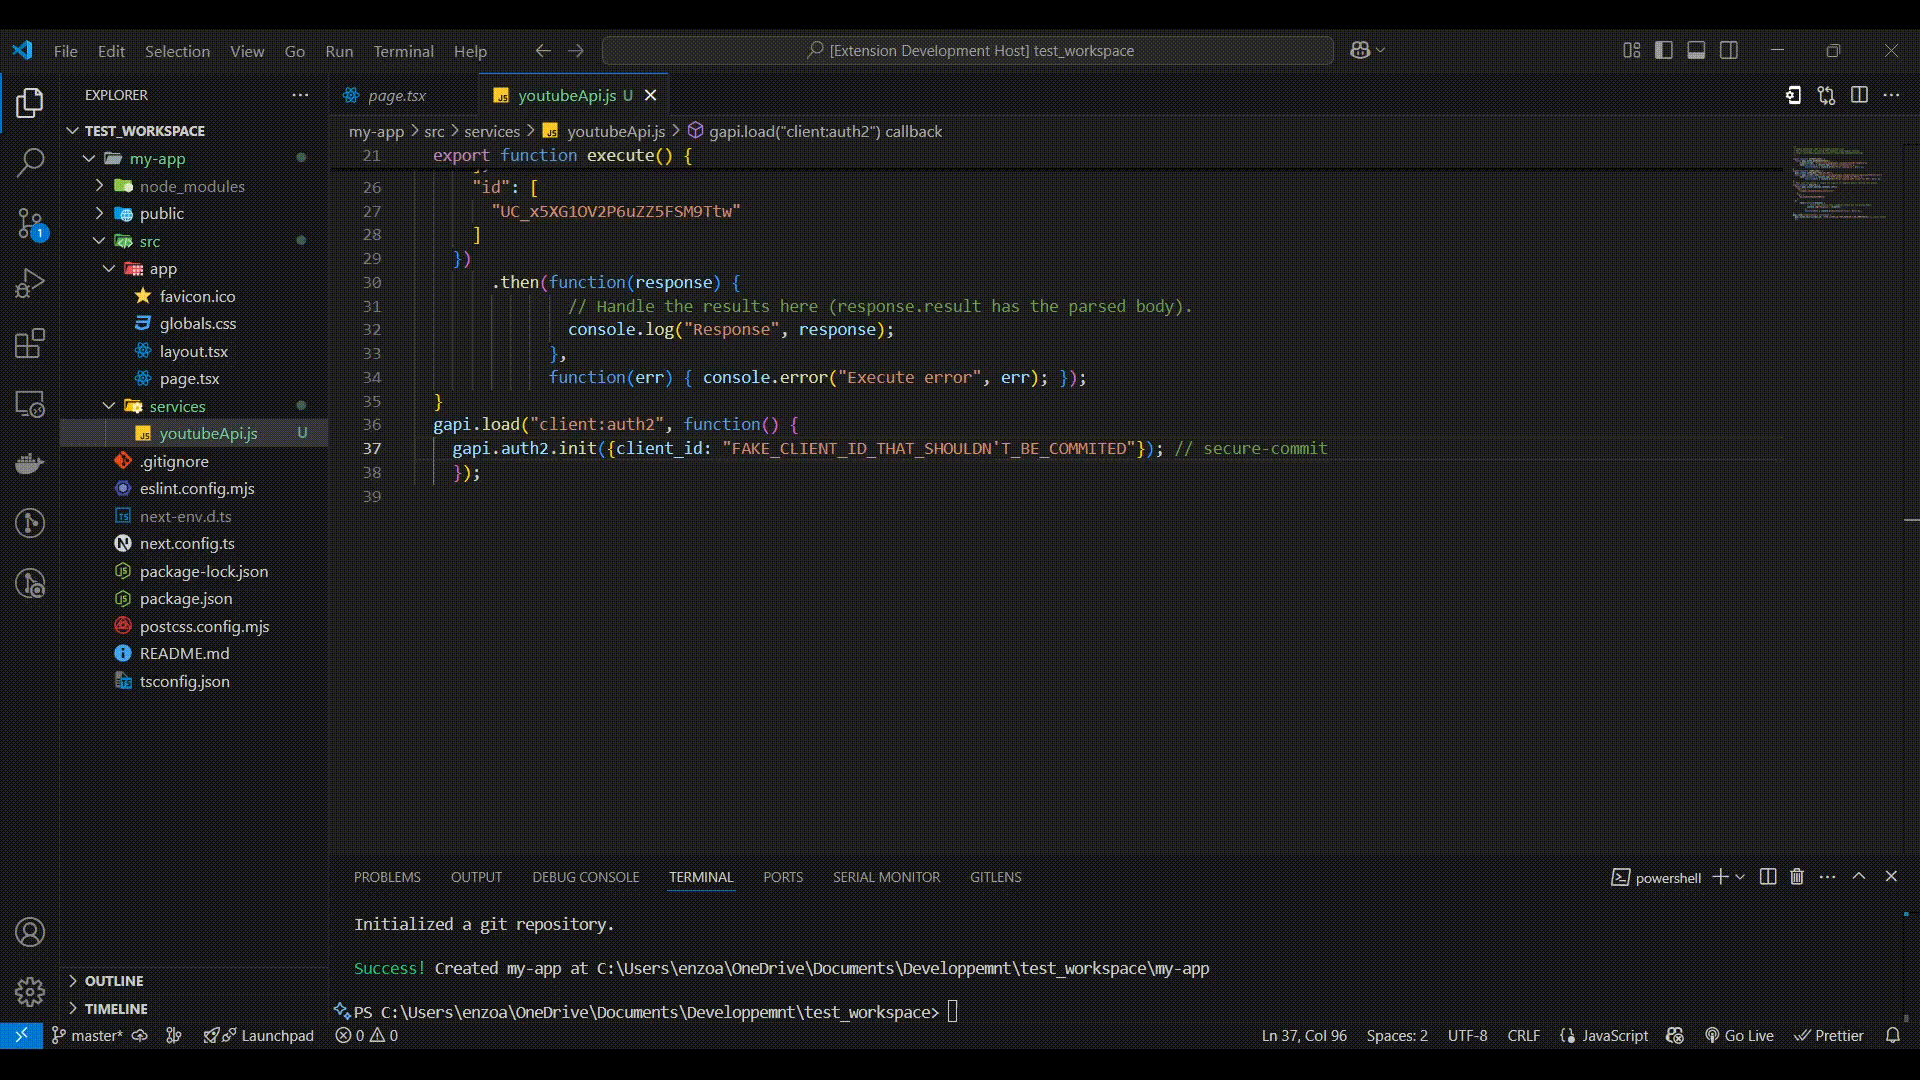 File Edit Selection View Go Run Terminal Help
[Extension Development Host] test_workspace
EXPLORER
TEST_WORKSPACE
my-app
node_modules
public
src
app
favicon.ico
globals.css
layout.tsx
page.tsx
services
youtubeApi.js U
.gitignore
eslint.config.mjs
next-env.d.ts
next.config.ts
package-lock.json
package.json
postcss.config.mjs
README.md
tsconfig.json
OUTLINE
TIMELINE
1
page.tsx
youtubeApi.js U
my-app > src > services > youtubeApi.js > gapi.load("client:auth2") callback
21 export function execute() {
26 "id": [
27 "UC_x5XG1OV2P6uZZ5FSM9Ttw"
28 ]
29 })
30 .then(function(response) {
31 // Handle the results here (response.result has the parsed body).
32 console.log("Response", response);
33 },
34 function(err) { console.error("Execute error", err); });
35 }
36 gapi.load("client:auth2", function() {
37 gapi.auth2.init({client_id: "FAKE_CLIENT_ID_THAT_SHOULDN'T_BE_COMMITED"}); // secure-commit
38 });
39
PROBLEMS OUTPUT DEBUG CONSOLE TERMINAL PORTS SERIAL MONITOR GITLENS
powershell
Initialized a git repository.
Success! Created my-app at C:\Users\enzoa\OneDrive\Documents\Developpemnt\test_workspace\my-app
PS C:\Users\enzoa\OneDrive\Documents\Developpemnt\test_workspace>
master* Launchpad 0 0 Ln 37, Col 96 Spaces: 2 UTF-8 CRLF JavaScript Go Live Prettier